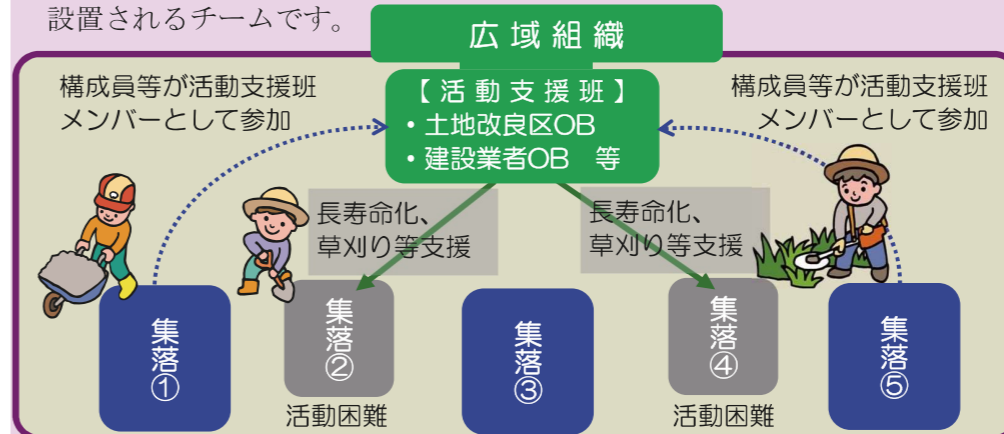 設置されるチームです。
広域組織
【活動支援班】
・土地改良区OB
・建設業者OB 等
構成員等が活動支援班
メンバーとして参加
構成員等が活動支援班
メンバーとして参加
長寿命化、
草刈り等支援
長寿命化、
草刈り等支援
集落①
集落②
集落③
集落④
集落⑤
活動困難
活動困難